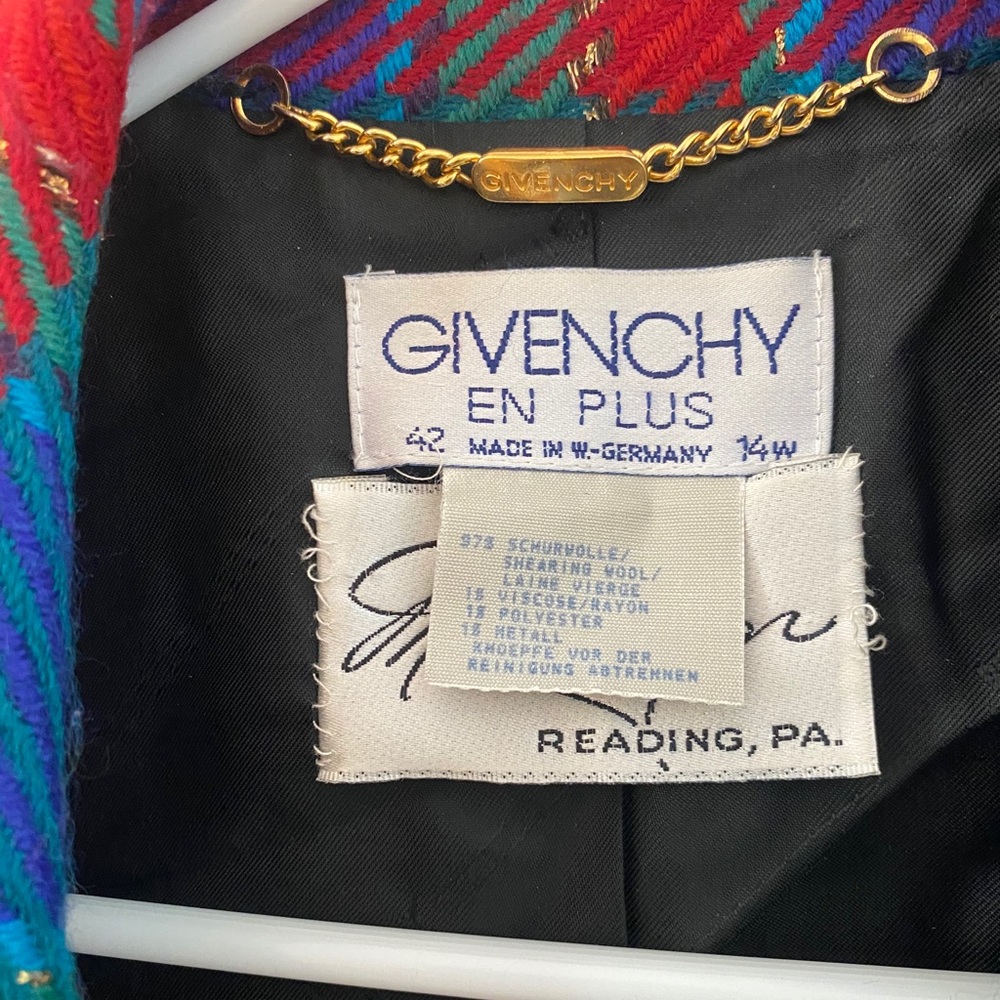 GIVENCHY
GIVENCHY
EN PLUS
42 MADE IN W.-GERMANY 14W
97% SCHURWOLLE/
SHEARING WOOL/
LAINE VIERGE
1% VISCOSE/RAYON
1% POLYESTER
1% METALL
KNOEPFE VOR DER
REINIGUNG ABTRENNEN
READING, PA.